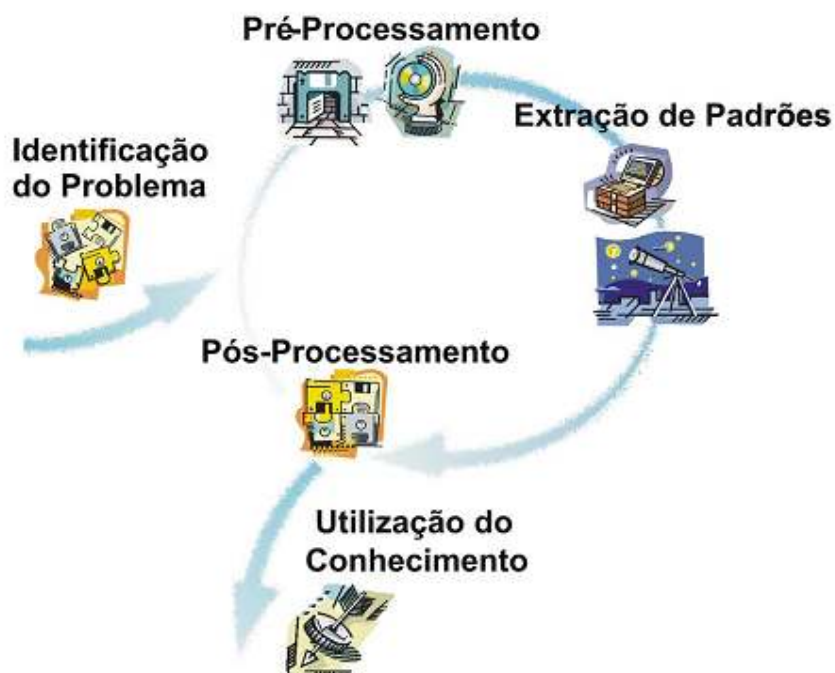 Pré-Processamento
Extração de Padrões
Identificação
do Problema
Pós-Processamento
Utilização do
Conhecimento